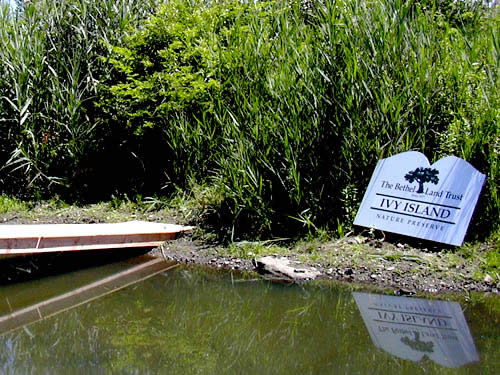 The Bethel Land Trust
IVY ISLAND
NATURE PRESERVE